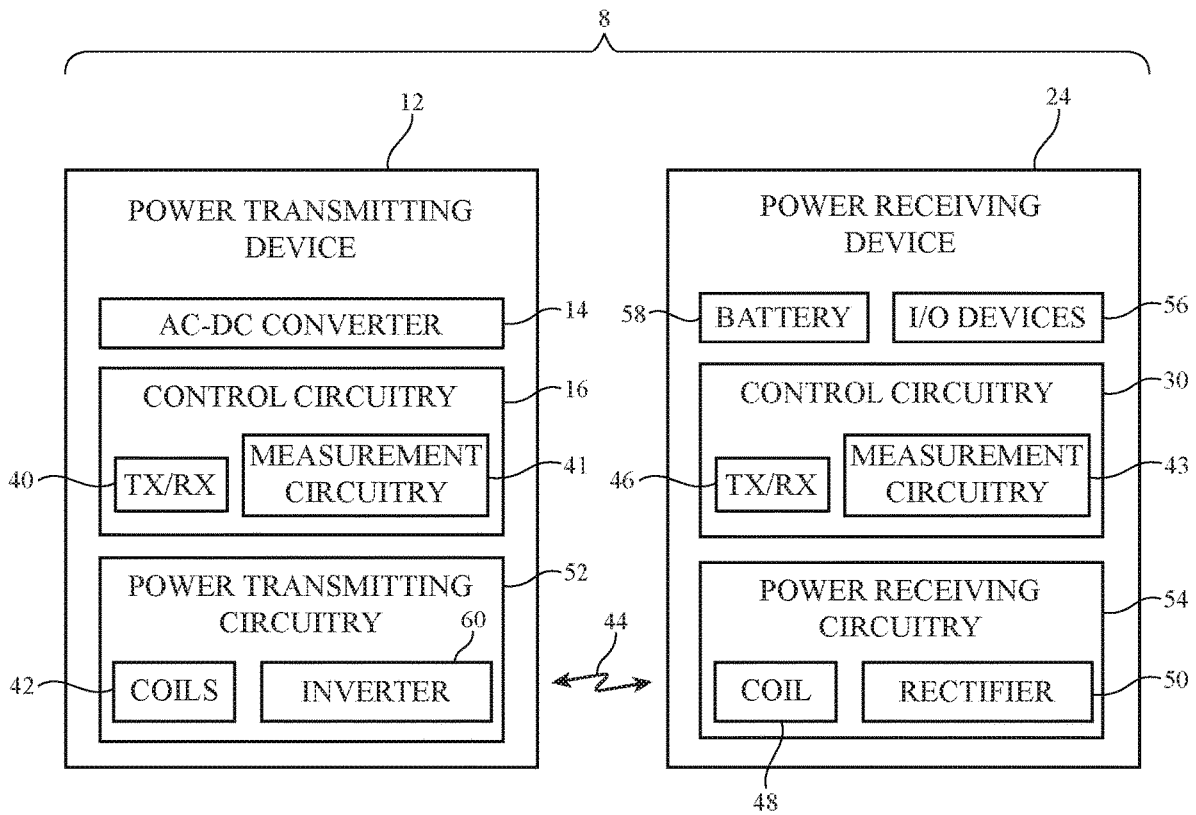 8
12
24
POWER TRANSMITTING
DEVICE
AC-DC CONVERTER
14
CONTROL CIRCUITRY
16
40
TX/RX
MEASUREMENT
CIRCUITRY
41
POWER TRANSMITTING
CIRCUITRY
52
60
42
COILS
INVERTER
44
POWER RECEIVING
DEVICE
58
BATTERY
I/O DEVICES
56
CONTROL CIRCUITRY
30
46
TX/RX
MEASUREMENT
CIRCUITRY
43
POWER RECEIVING
CIRCUITRY
54
COIL
RECTIFIER
50
48